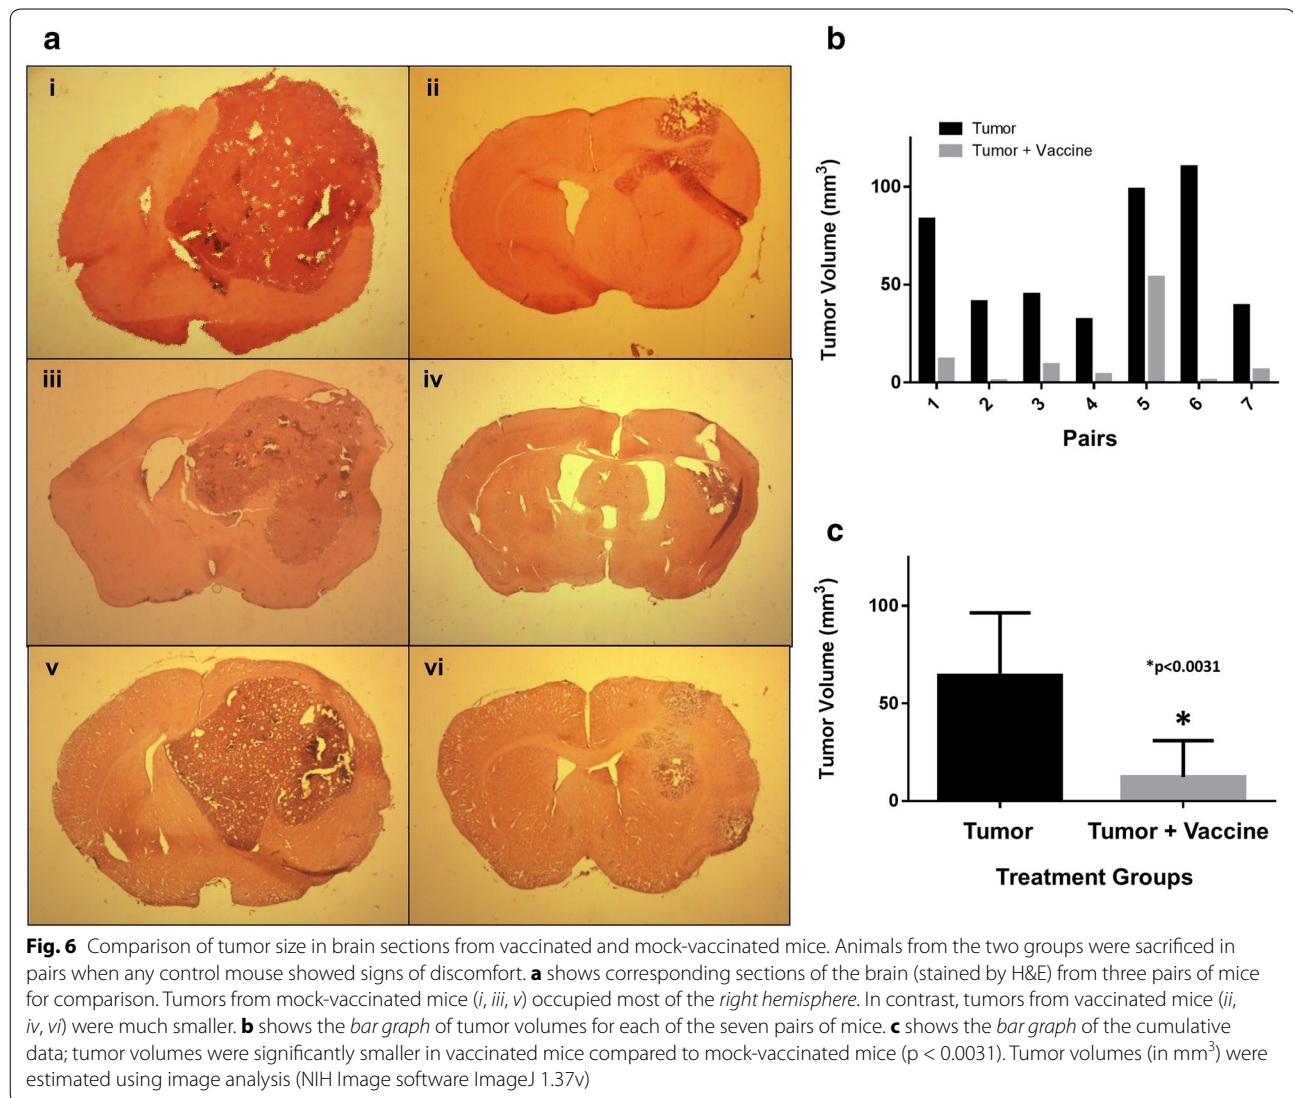 a
i
ii
iii
iv
v
vi
b
Tumor
Tumor + Vaccine
Tumor Volume (mm³)
100
50
0
1 2 3 4 5 6 7
Pairs
c
Tumor Volume (mm³)
100
50
0
*p<0.0031
*
Tumor Tumor + Vaccine
Treatment Groups
Fig. 6 Comparison of tumor size in brain sections from vaccinated and mock-vaccinated mice. Animals from the two groups were sacrificed in
pairs when any control mouse showed signs of discomfort. a shows corresponding sections of the brain (stained by H&E) from three pairs of mice
for comparison. Tumors from mock-vaccinated mice (i, iii, v) occupied most of the right hemisphere. In contrast, tumors from vaccinated mice (ii,
iv, vi) were much smaller. b shows the bar graph of tumor volumes for each of the seven pairs of mice. c shows the bar graph of the cumulative
data; tumor volumes were significantly smaller in vaccinated mice compared to mock-vaccinated mice (p < 0.0031). Tumor volumes (in mm³) were
estimated using image analysis (NIH Image software ImageJ 1.37v)